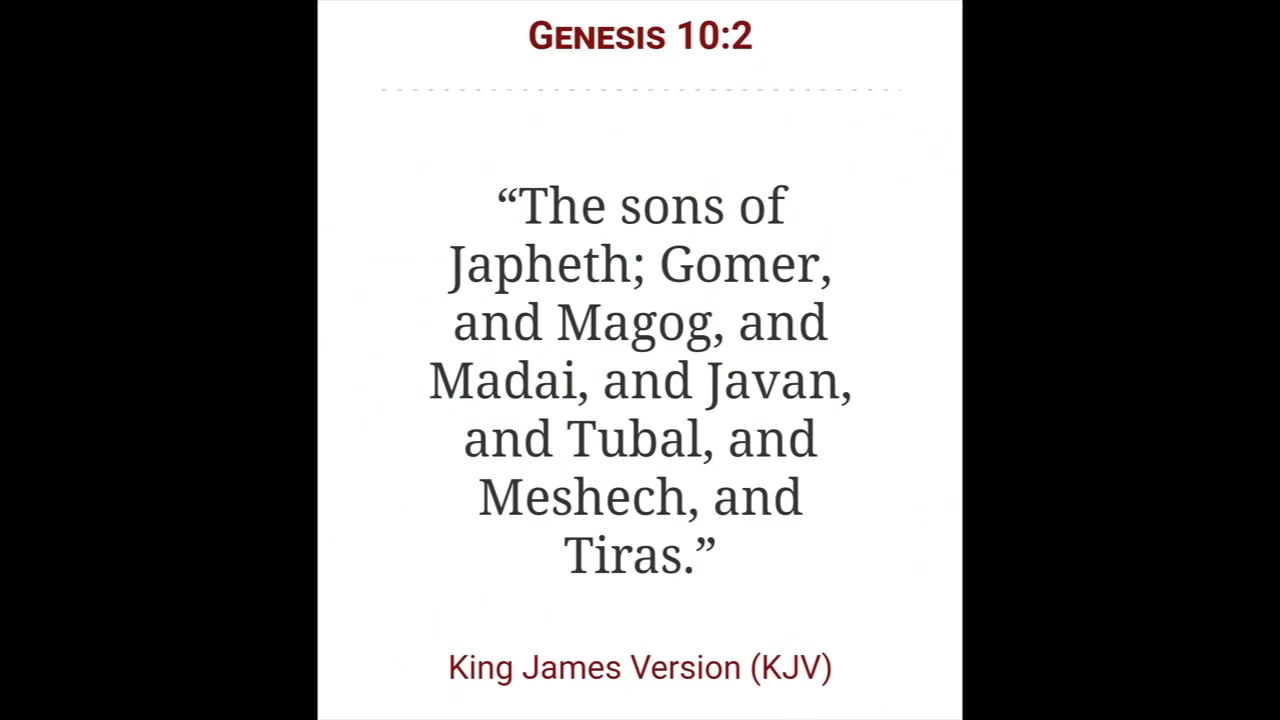 GENESIS 10:2
“The sons of
Japheth; Gomer,
and Magog, and
Madai, and Javan,
and Tubal, and
Meshech, and
Tiras.”
King James Version (KJV)